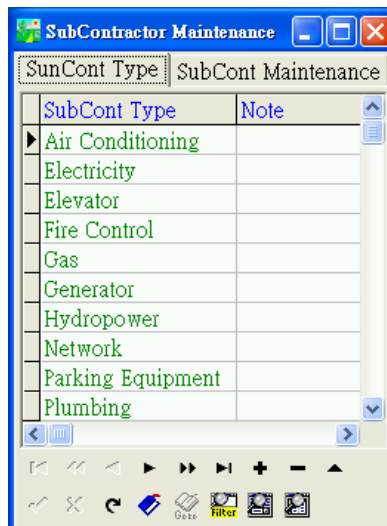 SubContractor Maintenance
SunCont Type SubCont Maintenance
SubCont Type Note
Air Conditioning
Electricity
Elevator
Fire Control
Gas
Generator
Hydropower
Network
Parking Equipment
Plumbing
Goto Filter